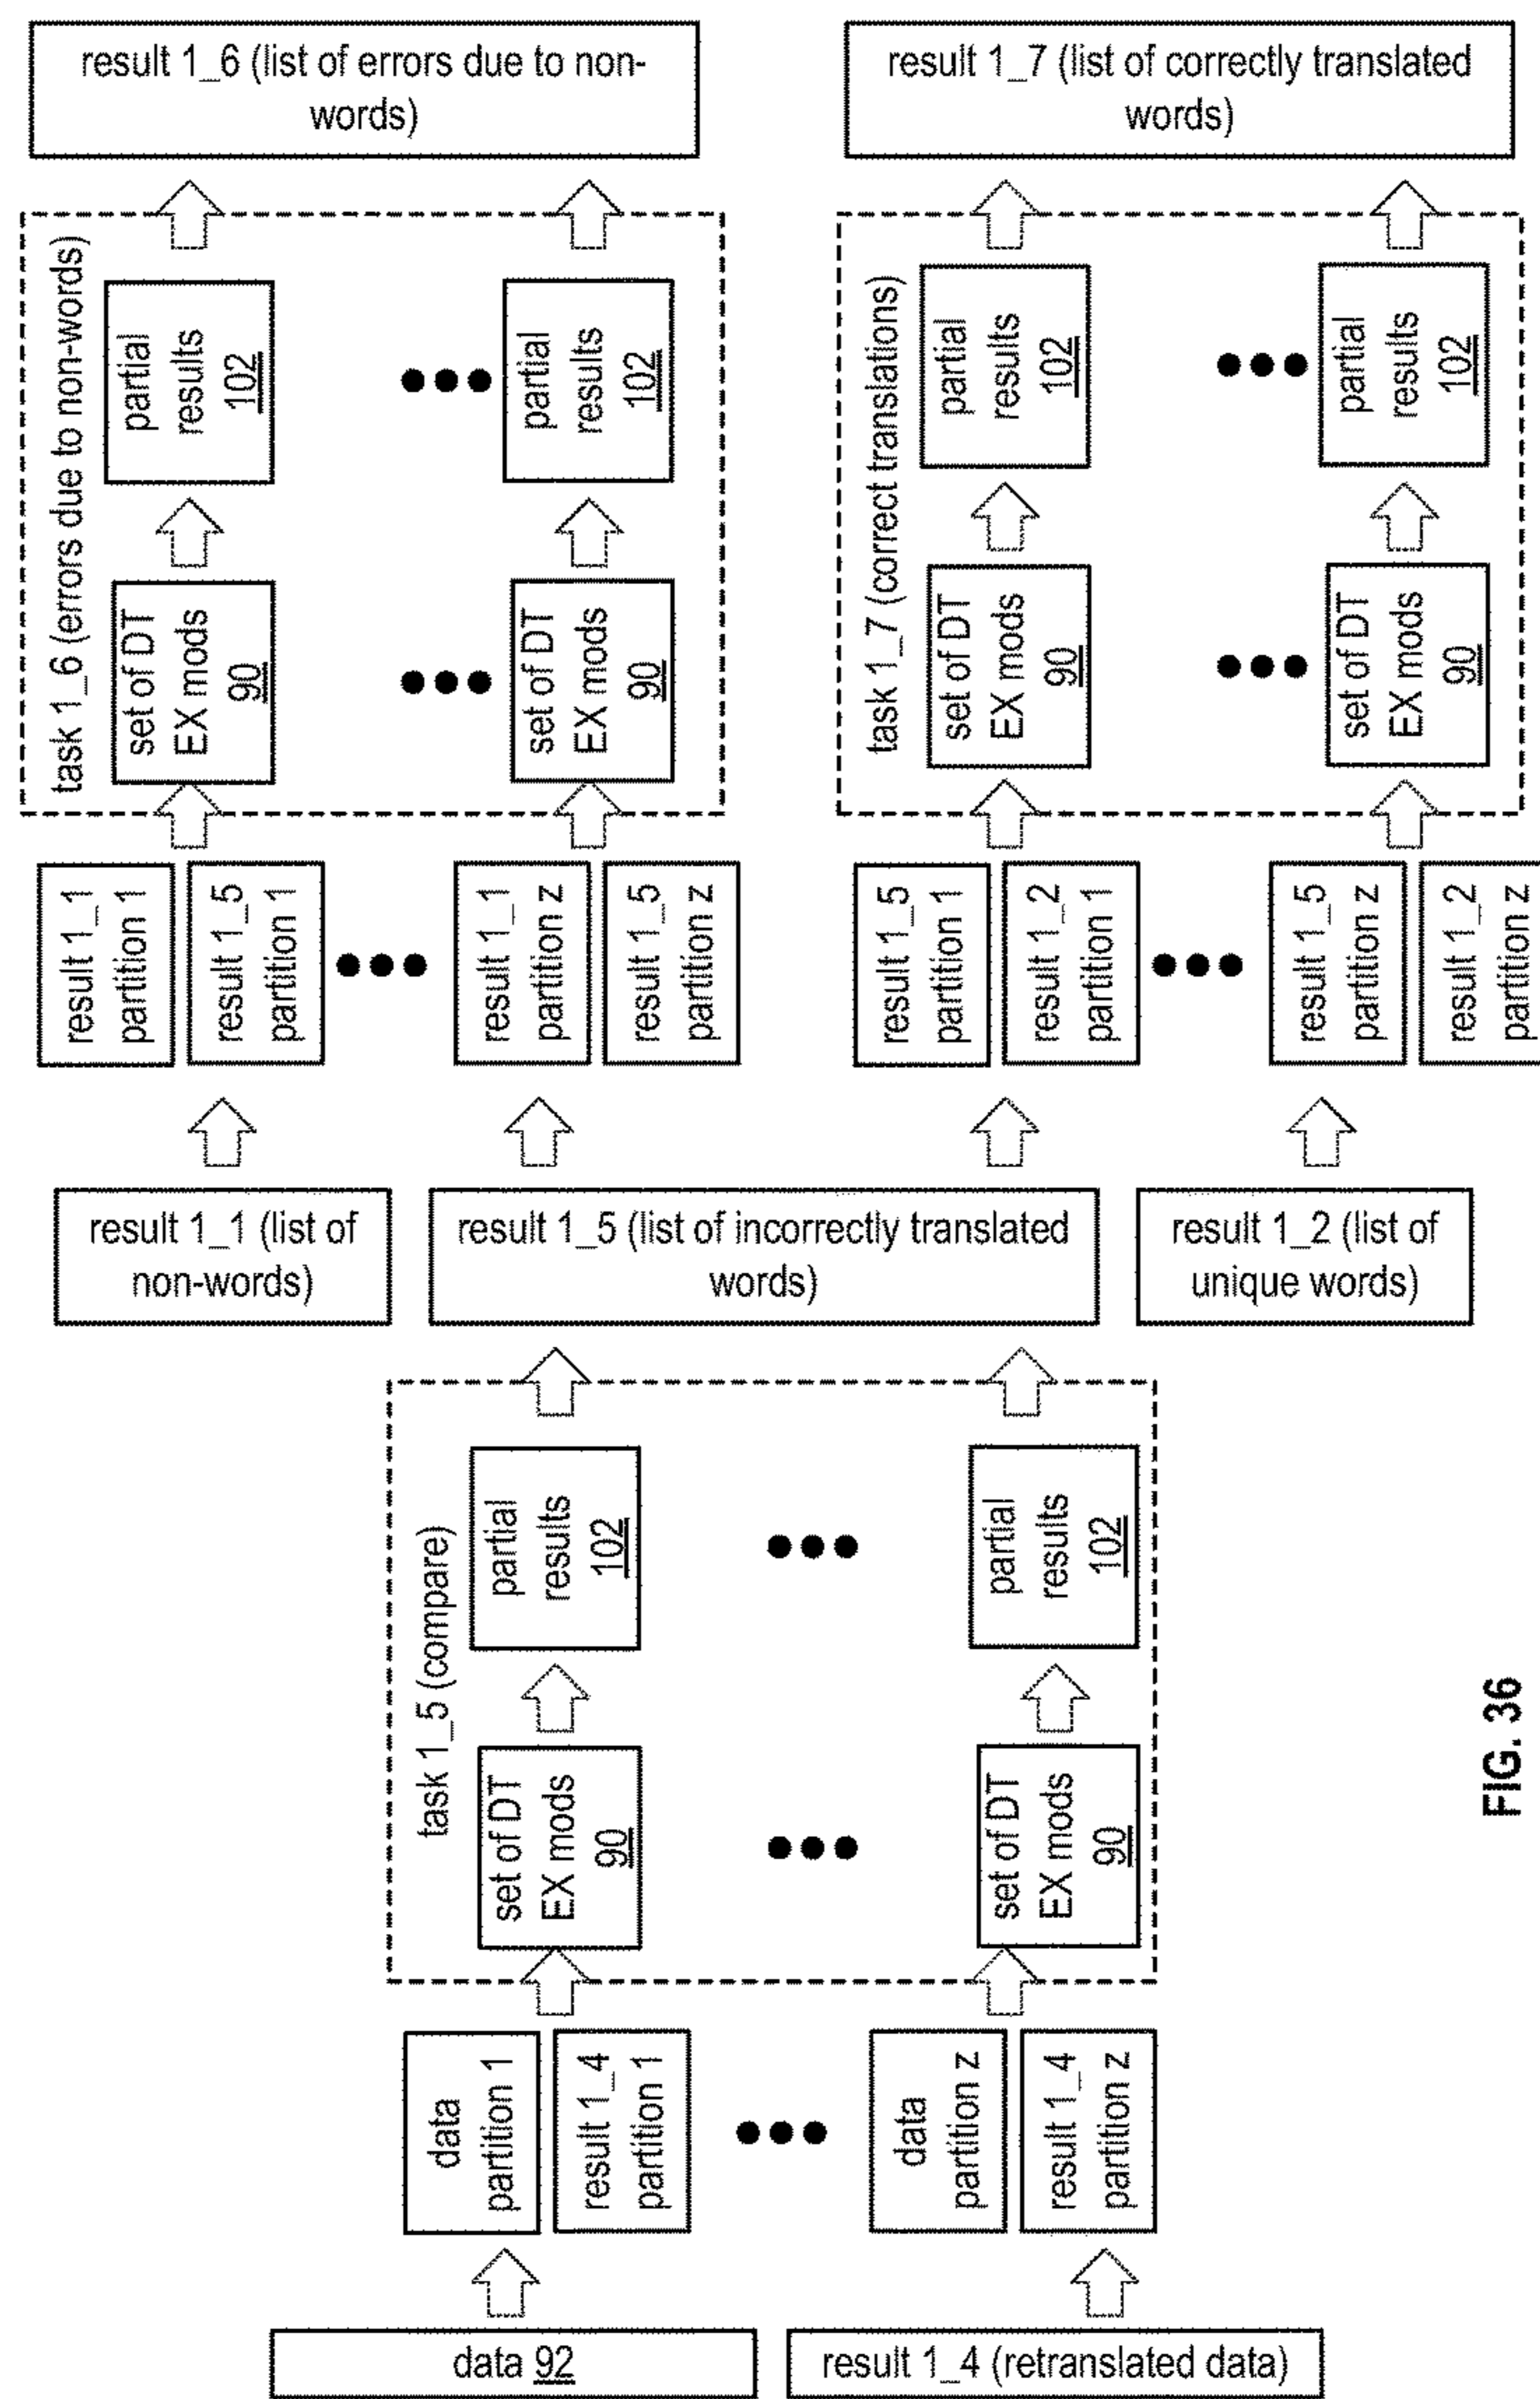 data 92
result 1_4 (retranslated data)
data
partition 1
result 1_4
partition 1
data
partition z
result 1_4
partition z
task 1_5 (compare)
set of DT
EX mods
90
partial
results
102
set of DT
EX mods
90
partial
results
102
result 1_1 (list of
non-words)
result 1_5 (list of incorrectly translated
words)
result 1_2 (list of
unique words)
result 1_1
partition 1
result 1_5
partition 1
result 1_1
partition z
result 1_5
partition z
result 1_5
partition 1
result 1_2
partition 1
result 1_5
partition z
result 1_2
partition z
task 1_6 (errors due to non-words)
set of DT
EX mods
90
partial
results
102
set of DT
EX mods
90
partial
results
102
task 1_7 (correct translations)
set of DT
EX mods
90
partial
results
102
set of DT
EX mods
90
partial
results
102
result 1_6 (list of errors due to non-
words)
result 1_7 (list of correctly translated
words)
FIG. 36